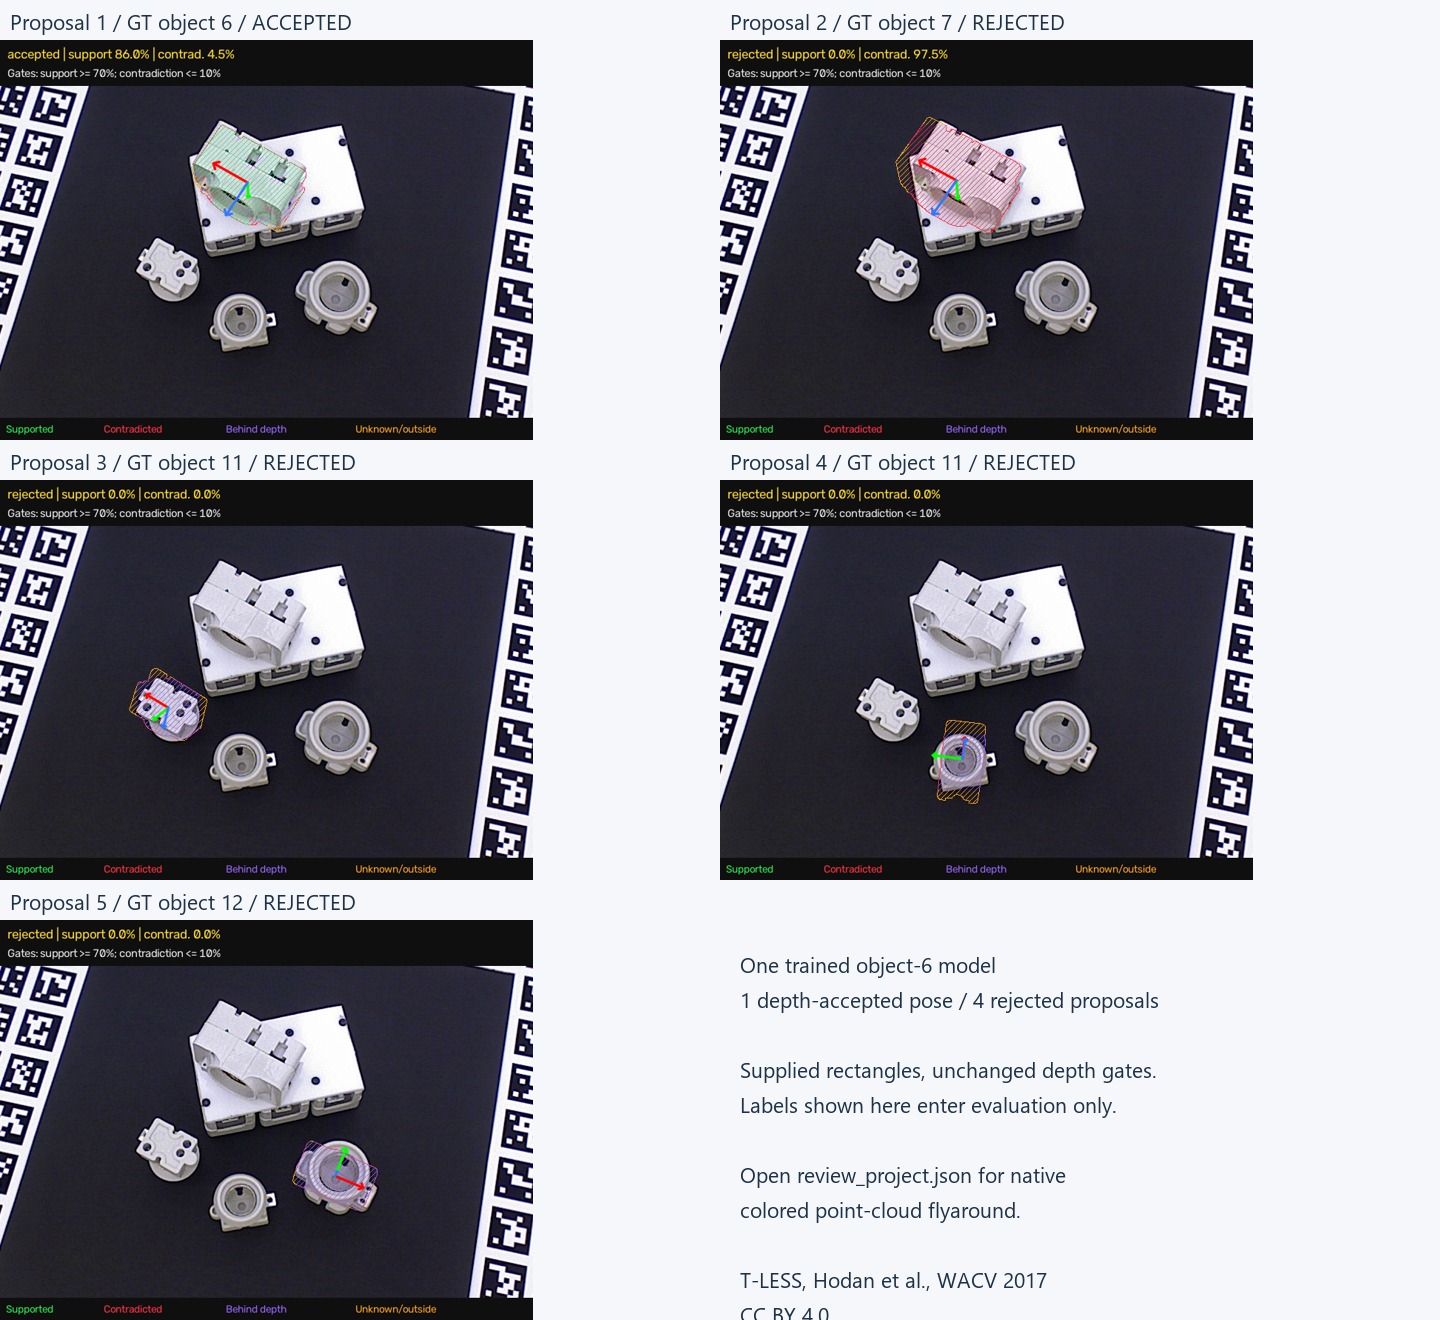 Proposal 1 / GT object 6 / ACCEPTED
accepted | support 86.0% | contrad. 4.5%
Gates: support >= 70%; contradiction <= 10%
Supported Contradicted Behind depth Unknown/outside
Proposal 2 / GT object 7 / REJECTED
rejected | support 0.0% | contrad. 97.5%
Gates: support >= 70%; contradiction <= 10%
Supported Contradicted Behind depth Unknown/outside
Proposal 3 / GT object 11 / REJECTED
rejected | support 0.0% | contrad. 0.0%
Gates: support >= 70%; contradiction <= 10%
Supported Contradicted Behind depth Unknown/outside
Proposal 4 / GT object 11 / REJECTED
rejected | support 0.0% | contrad. 0.0%
Gates: support >= 70%; contradiction <= 10%
Supported Contradicted Behind depth Unknown/outside
Proposal 5 / GT object 12 / REJECTED
rejected | support 0.0% | contrad. 0.0%
Gates: support >= 70%; contradiction <= 10%
Supported Contradicted Behind depth Unknown/outside
One trained object-6 model
1 depth-accepted pose / 4 rejected proposals
Supplied rectangles, unchanged depth gates.
Labels shown here enter evaluation only.
Open review_project.json for native
colored point-cloud flyaround.
T-LESS, Hodan et al., WACV 2017
CC BY 4.0